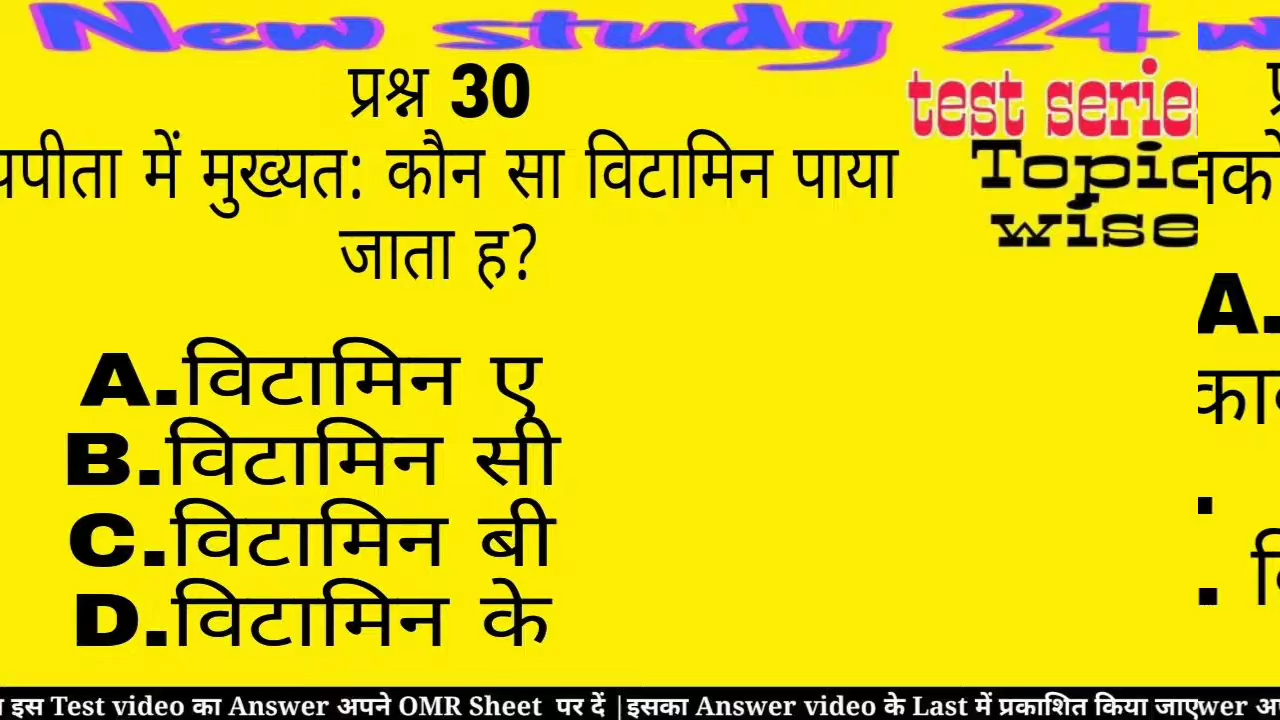 New study 24
test serie
प्रश्न 30
Topic
wise
पपीता में मुख्यत: कौन सा विटामिन पाया
जाता ह?
A.विटामिन ए
B.विटामिन सी
C.विटामिन बी
D.विटामिन के
A.
इस Test video का Answer अपने OMR Sheet पर दें |इसका Answer video के Last में प्रकाशित किया जाए